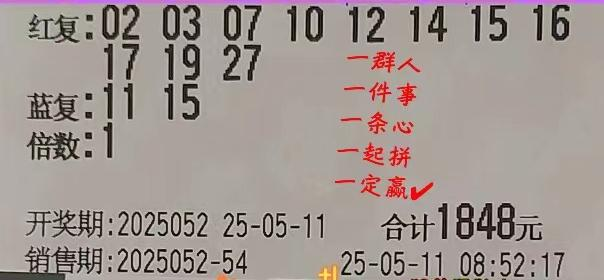 红复:02 03 07 10 12 14 15 16
17 19 27
蓝复:11 15
倍数:1
一群人
一件事
一条心
一起拼
一定赢✔
开奖期:2025052 25-05-11 合计1848元
销售期:2025052-54 25-05-11 08:52:17